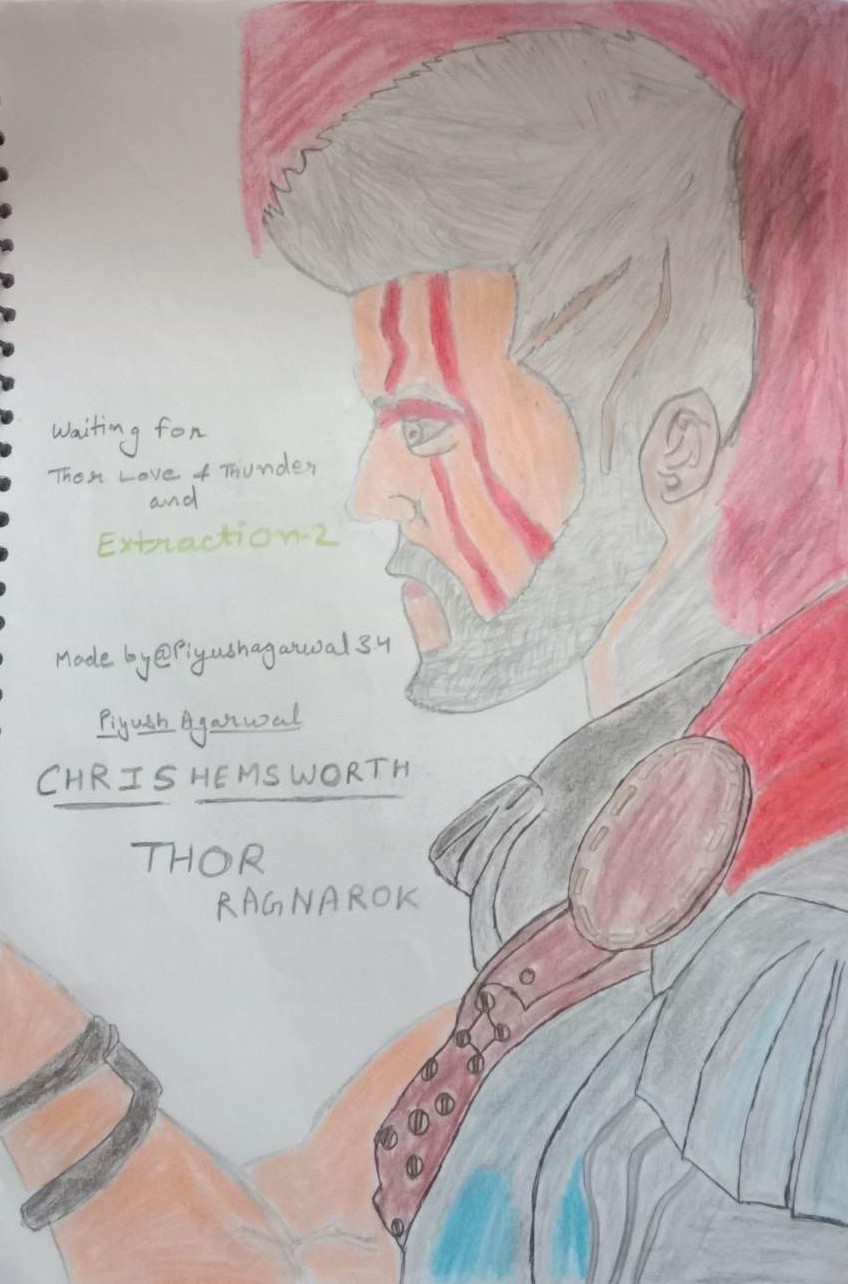 Waiting for
Thor Love & Thunder
and
Extraction-2
Made by@Piyushagarwal34
Piyush Agarwal
CHRIS HEMSWORTH
THOR
RAGNAROK